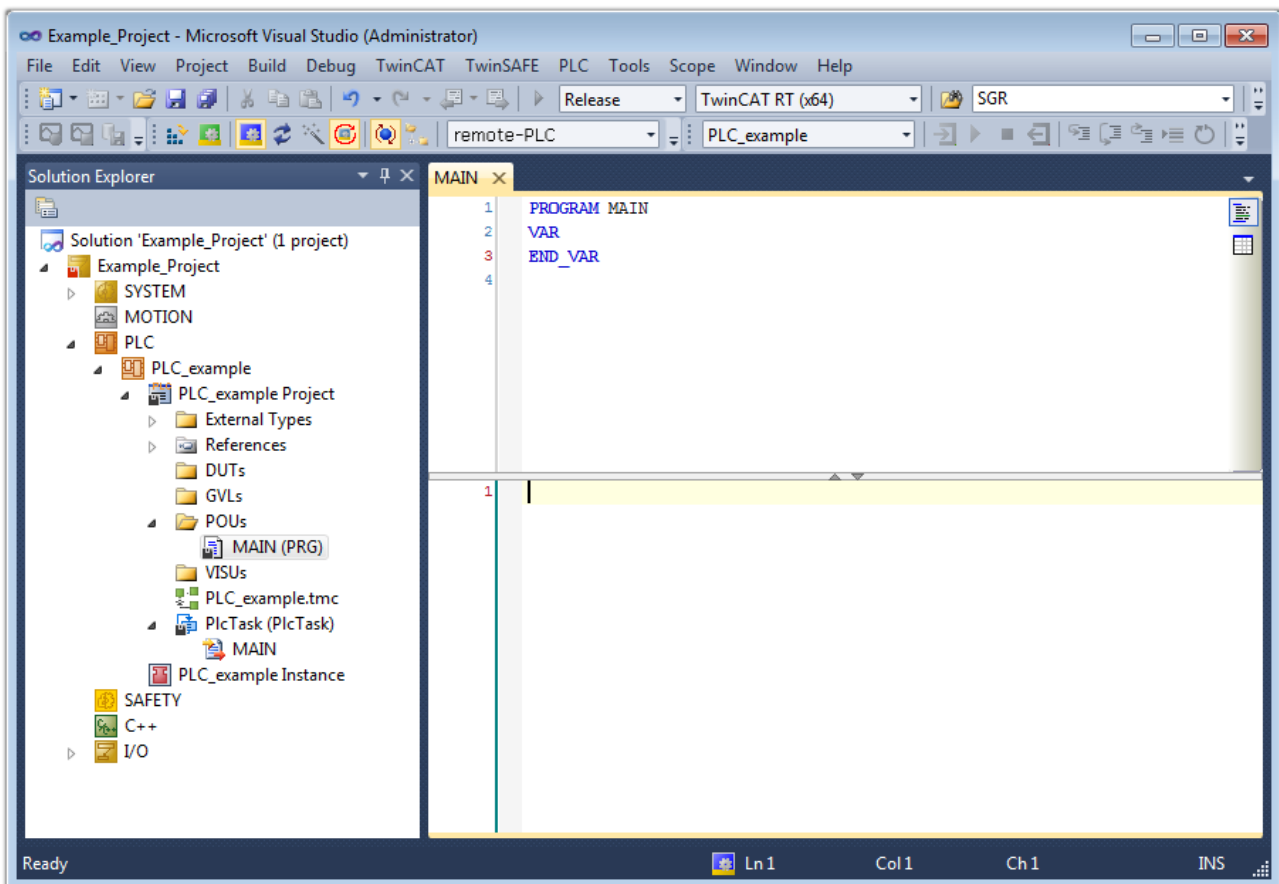 Example_Project - Microsoft Visual Studio (Administrator)
File Edit View Project Build Debug TwinCAT TwinSAFE PLC Tools Scope Window Help
Release TwinCAT RT (x64) SGR
remote-PLC PLC_example
Solution Explorer
Solution 'Example_Project' (1 project)
Example_Project
SYSTEM
MOTION
PLC
PLC_example
PLC_example Project
External Types
References
DUTs
GVLs
POUs
MAIN (PRG)
VISUs
PLC_example.tmc
PlcTask (PlcTask)
MAIN
PLC_example Instance
SAFETY
C++
I/O
MAIN
1 PROGRAM MAIN
2 VAR
3 END_VAR
4
1
Ready Ln 1 Col 1 Ch 1 INS